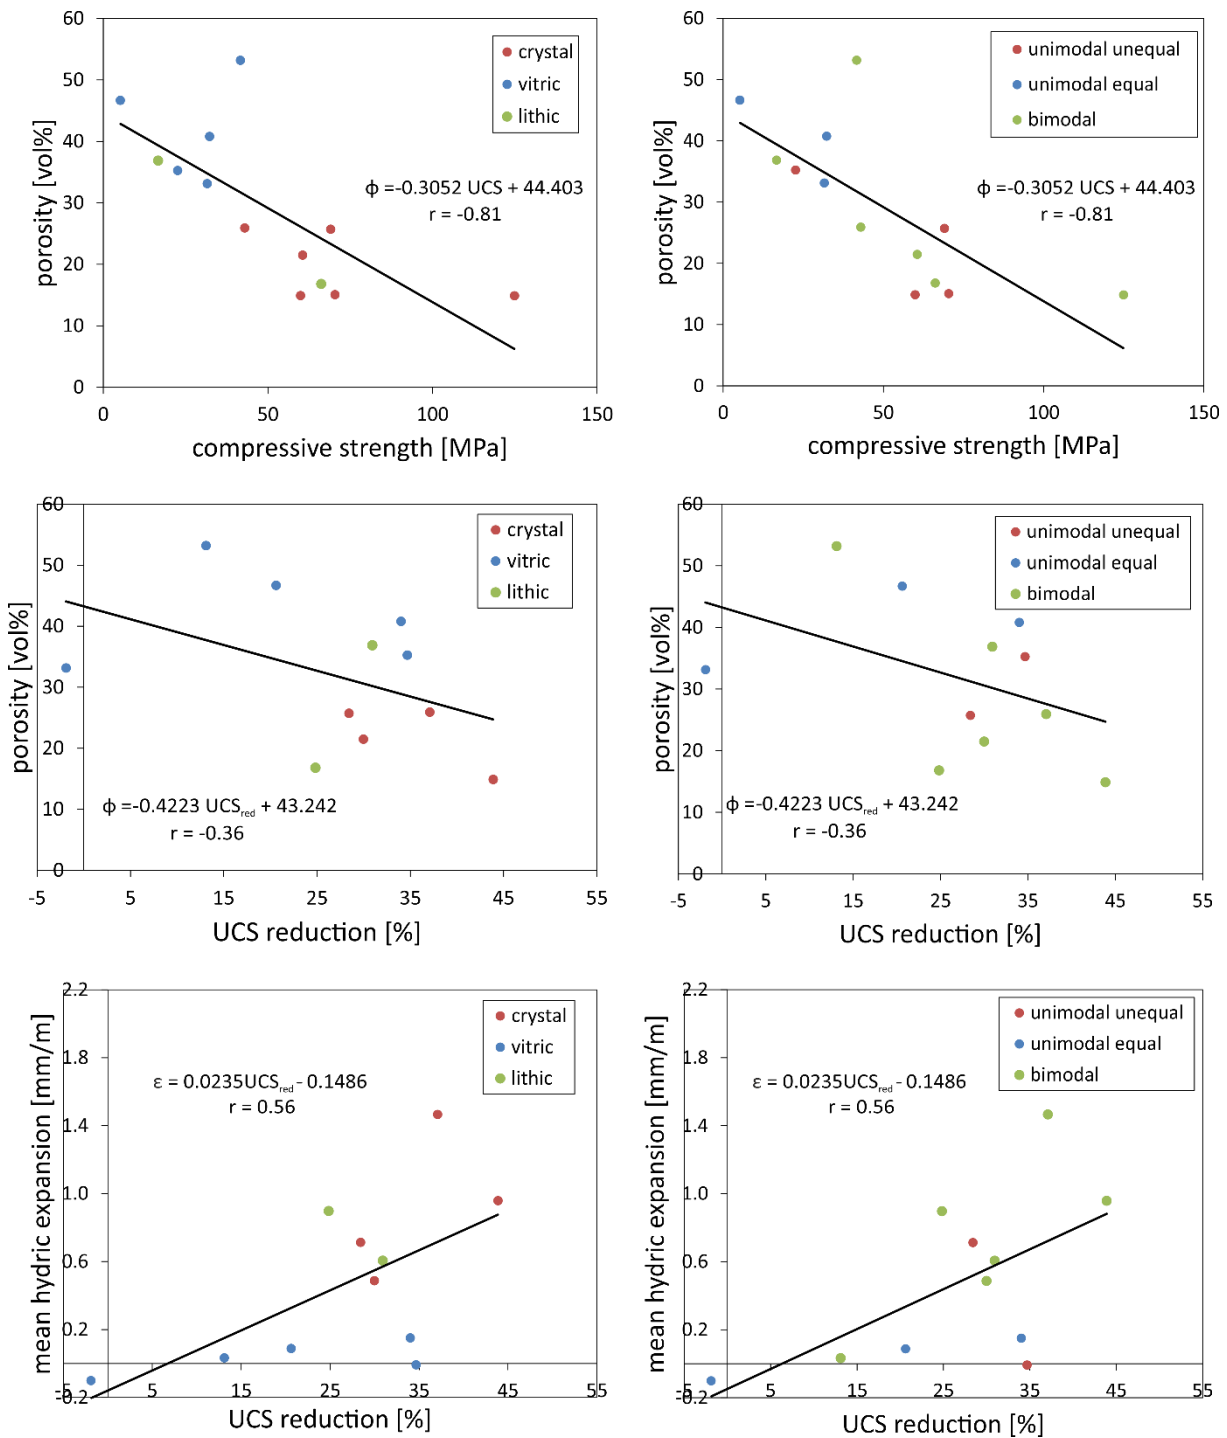 60
50
40
30
20
10
0
0
50
100
150
porosity [vol%]
compressive strength [MPa]
crystal
vitric
lithic
ϕ =-0.3052 UCS + 44.403
r = -0.81
60
50
40
30
20
10
0
0
50
100
150
porosity [vol%]
compressive strength [MPa]
unimodal unequal
unimodal equal
bimodal
ϕ =-0.3052 UCS + 44.403
r = -0.81
60
50
40
30
20
10
0
-5
5
15
25
35
45
55
porosity [vol%]
UCS reduction [%]
crystal
vitric
lithic
ϕ =-0.4223 UCSred + 43.242
r = -0.36
60
50
40
30
20
10
0
-5
5
15
25
35
45
55
porosity [vol%]
UCS reduction [%]
unimodal unequal
unimodal equal
bimodal
ϕ =-0.4223 UCSred + 43.242
r = -0.36
2.2
1.8
1.4
1.0
0.6
0.2
-0.2
-5
5
15
25
35
45
55
mean hydric expansion [mm/m]
UCS reduction [%]
crystal
vitric
lithic
ε = 0.0235UCSred - 0.1486
r = 0.56
2.2
1.8
1.4
1.0
0.6
0.2
-0.2
-5
5
15
25
35
45
55
mean hydric expansion [mm/m]
UCS reduction [%]
unimodal unequal
unimodal equal
bimodal
ε = 0.0235UCSred - 0.1486
r = 0.56